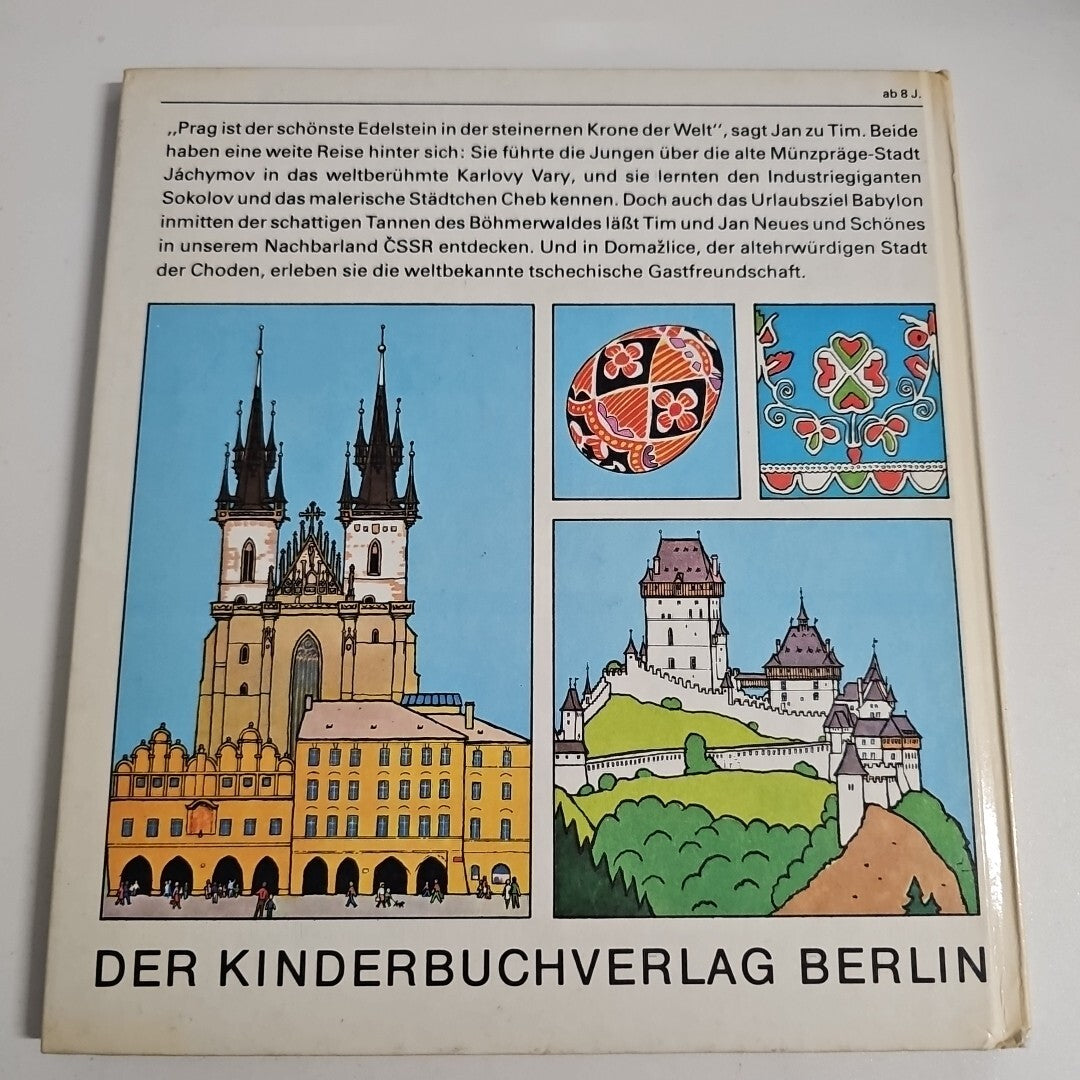 ab 8 J.
„Prag ist der schönste Edelstein in der steinernen Krone der Welt“, sagt Jan zu Tim. Beide
haben eine weite Reise hinter sich: Sie führte die Jungen über die alte Münzpräge-Stadt
Jáchymov in das weltberühmte Karlovy Vary, und sie lernten den Industriegiganten
Sokolov und das malerische Städtchen Cheb kennen. Doch auch das Urlaubsziel Babylon
inmitten der schattigen Tannen des Böhmerwaldes läßt Tim und Jan Neues und Schönes
in unserem Nachbarland ČSSR entdecken. Und in Domažlice, der altehrwürdigen Stadt
der Choden, erleben sie die weltbekannte tschechische Gastfreundschaft.
DER KINDERBUCHVERLAG BERLIN